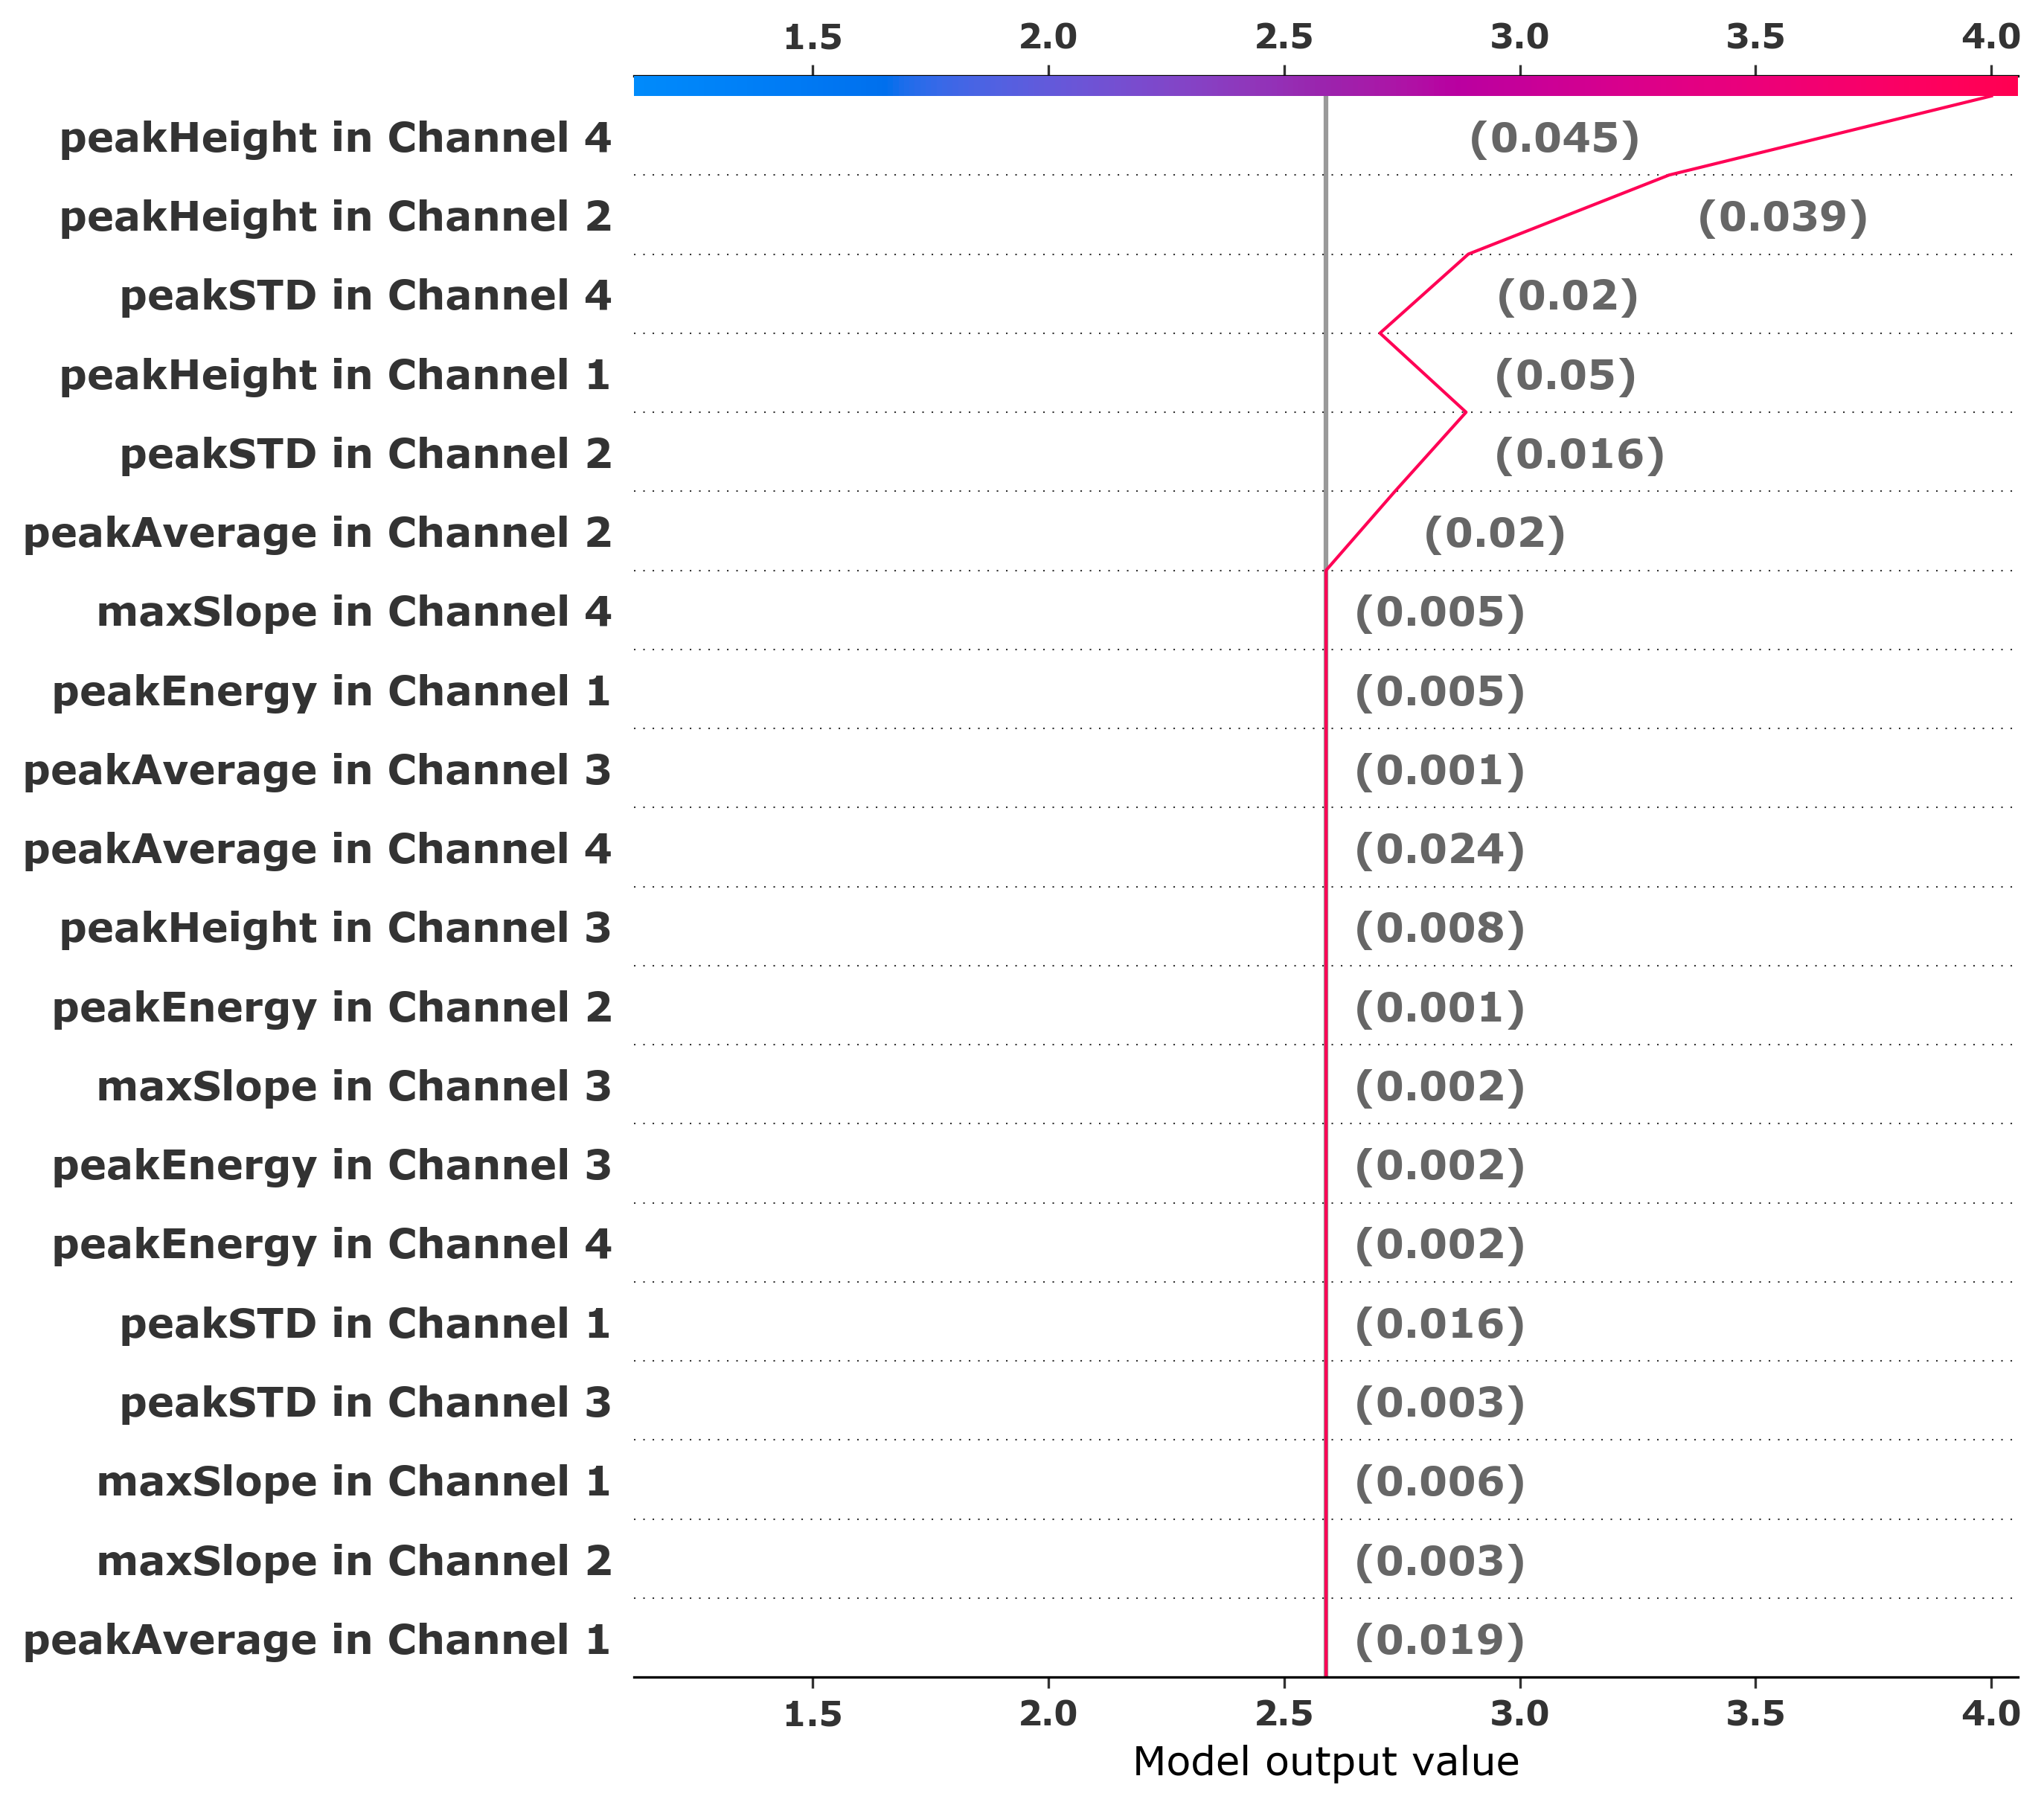 1.5 2.0 2.5 3.0 3.5 4.0
peakHeight in Channel 4 (0.045)
peakHeight in Channel 2 (0.039)
peakSTD in Channel 4 (0.02)
peakHeight in Channel 1 (0.05)
peakSTD in Channel 2 (0.016)
peakAverage in Channel 2 (0.02)
maxSlope in Channel 4 (0.005)
peakEnergy in Channel 1 (0.005)
peakAverage in Channel 3 (0.001)
peakAverage in Channel 4 (0.024)
peakHeight in Channel 3 (0.008)
peakEnergy in Channel 2 (0.001)
maxSlope in Channel 3 (0.002)
peakEnergy in Channel 3 (0.002)
peakEnergy in Channel 4 (0.002)
peakSTD in Channel 1 (0.016)
peakSTD in Channel 3 (0.003)
maxSlope in Channel 1 (0.006)
maxSlope in Channel 2 (0.003)
peakAverage in Channel 1 (0.019)
1.5 2.0 2.5 3.0 3.5 4.0
Model output value